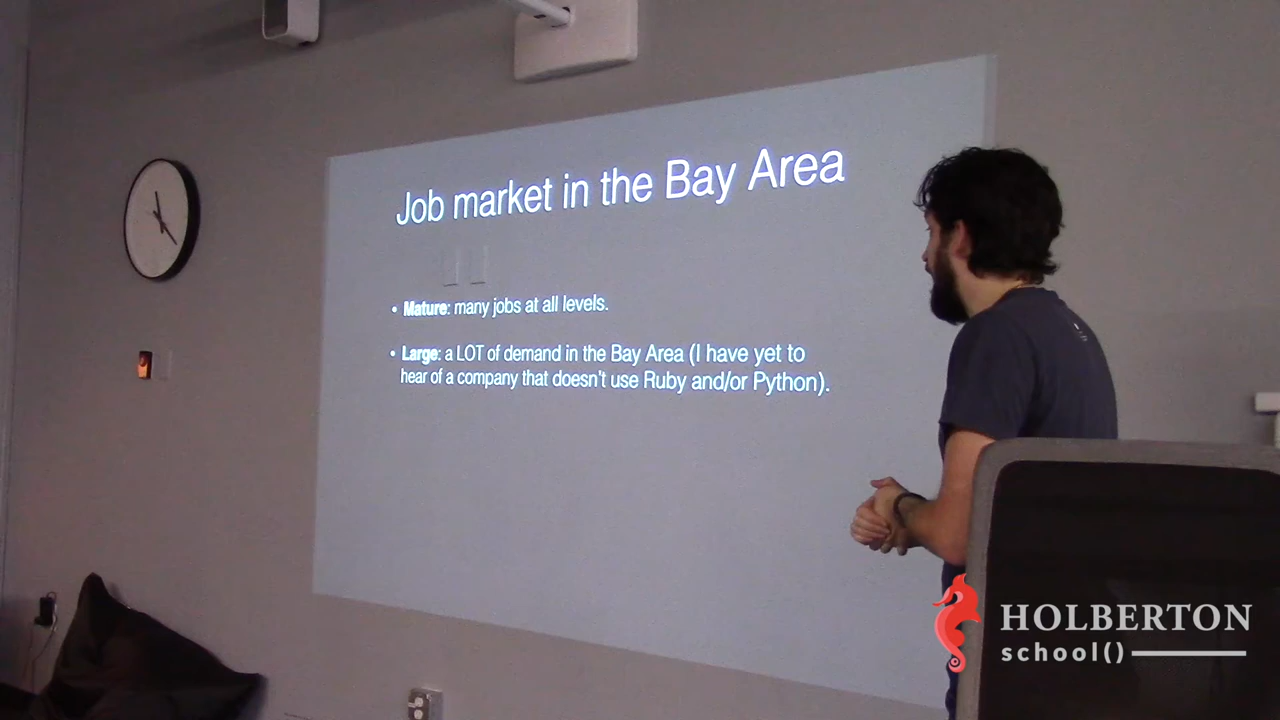 Job market in the Bay Area
• Mature: many jobs at all levels.
• Large: a LOT of demand in the Bay Area (I have yet to
hear of a company that doesn't use Ruby and/or Python).
HOLBERTON
school()